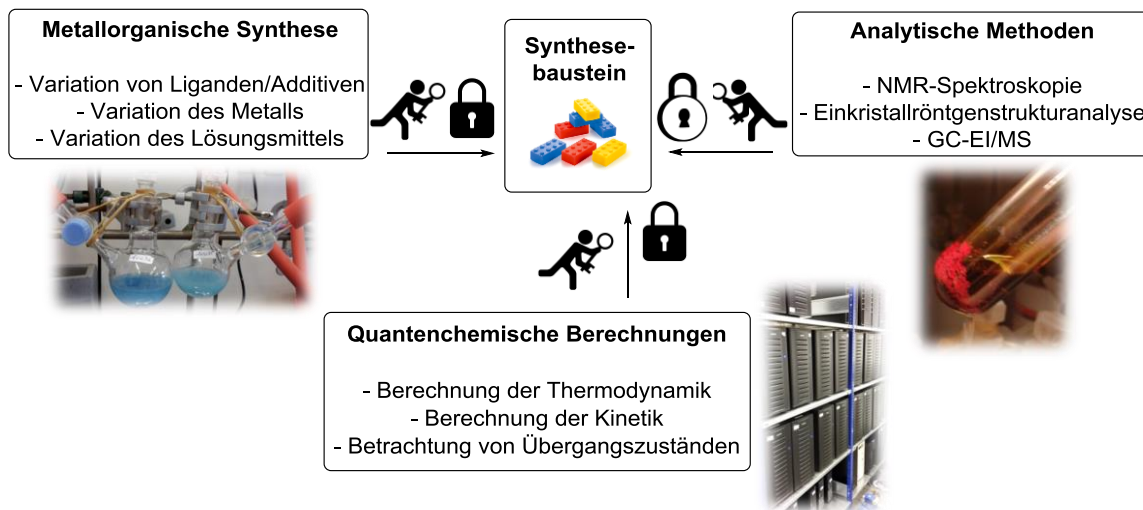 Metallorganische Synthese
- Variation von Liganden/Additiven
- Variation des Metalls
- Variation des Lösungsmittels
Synthese-
baustein
Analytische Methoden
- NMR-Spektroskopie
- Einkristallröntgenstrukturanalyse
- GC-EI/MS
Quantenchemische Berechnungen
- Berechnung der Thermodynamik
- Berechnung der Kinetik
- Betrachtung von Übergangszuständen